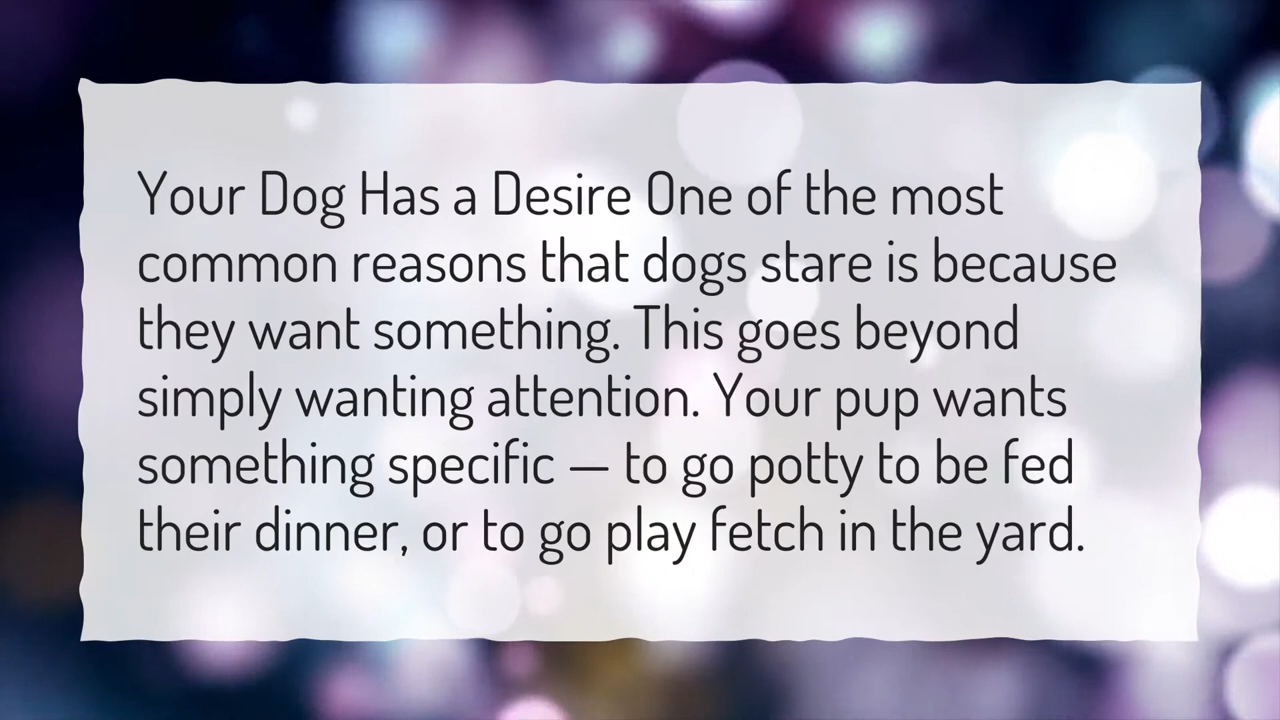 Your Dog Has a Desire One of the most
common reasons that dogs stare is because
they want something. This goes beyond
simply wanting attention. Your pup wants
something specific — to go potty to be fed
their dinner, or to go play fetch in the yard.